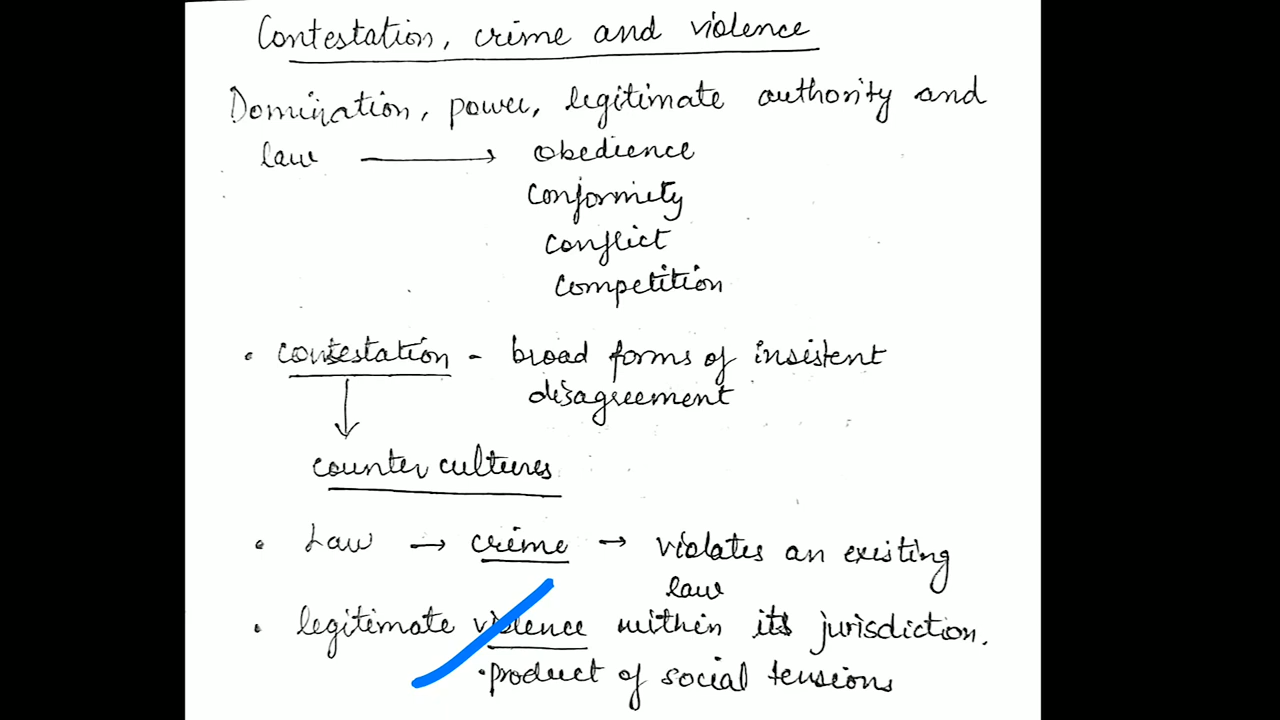 Contestation, crime and violence
Domination, power, legitimate authority and
law → obedience
conformity
conflict
competition
• contestation - broad forms of insistent
disagreement
counter cultures
• Law → crime → violates an existing
law
• legitimate violence within its jurisdiction.
• product of social tensions